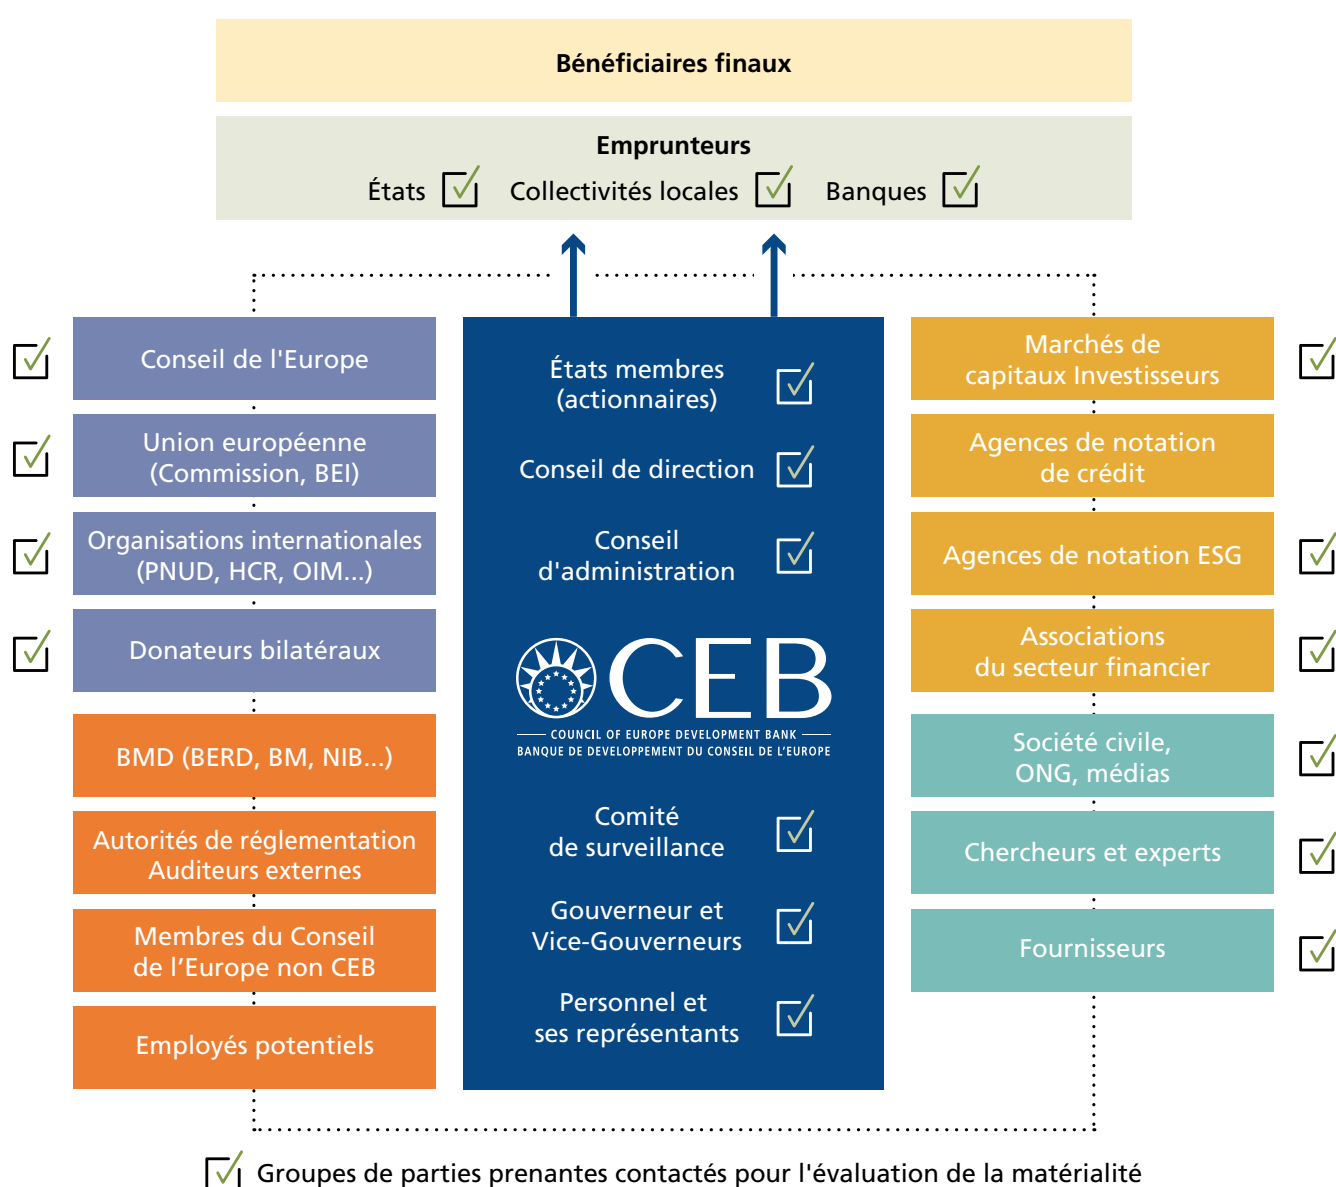 Bénéficiaires finaux
Emprunteurs
États
Collectivités locales
Banques
Conseil de l'Europe
Union européenne
(Commission, BEI)
Organisations internationales
(PNUD, HCR, OIM...)
Donateurs bilatéraux
BMD (BERD, BM, NIB...)
Autorités de réglementation
Auditeurs externes
Membres du Conseil
de l’Europe non CEB
Employés potentiels
États membres
(actionnaires)
Conseil de direction
Conseil
d'administration
CEB
COUNCIL OF EUROPE DEVELOPMENT BANK
BANQUE DE DEVELOPPEMENT DU CONSEIL DE L'EUROPE
Comité
de surveillance
Gouverneur et
Vice-Gouverneurs
Personnel et
ses représentants
Marchés de
capitaux Investisseurs
Agences de notation
de crédit
Agences de notation ESG
Associations
du secteur financier
Société civile,
ONG, médias
Chercheurs et experts
Fournisseurs
Groupes de parties prenantes contactés pour l'évaluation de la matérialité